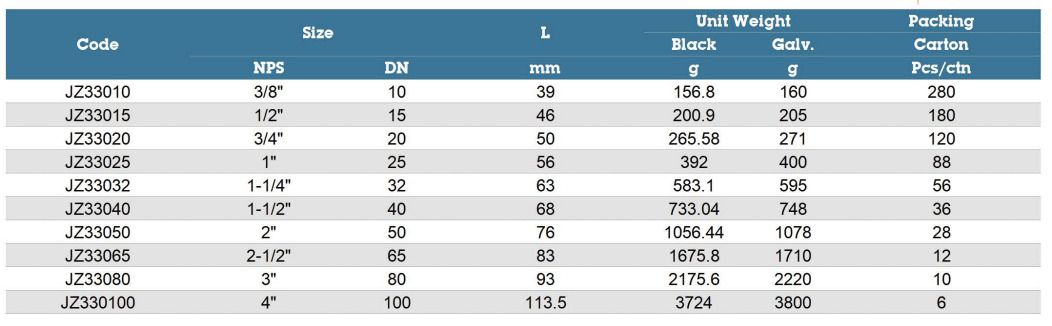 Code Size L Unit Weight Packing
Black Galv. Carton
NPS DN mm g g Pcs/ctn
JZ33010 3/8" 10 39 156.8 160 280
JZ33015 1/2" 15 46 200.9 205 180
JZ33020 3/4" 20 50 265.58 271 120
JZ33025 1" 25 56 392 400 88
JZ33032 1-1/4" 32 63 583.1 595 56
JZ33040 1-1/2" 40 68 733.04 748 36
JZ33050 2" 50 76 1056.44 1078 28
JZ33065 2-1/2" 65 83 1675.8 1710 12
JZ33080 3" 80 93 2175.6 2220 10
JZ330100 4" 100 113.5 3724 3800 6